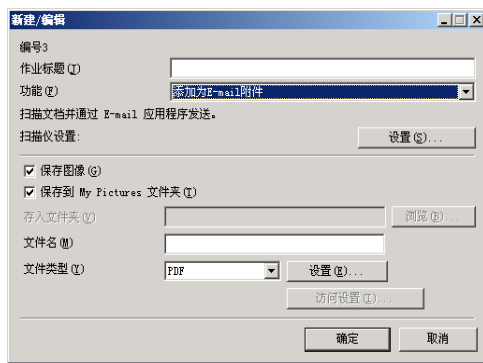 新建/编辑
编号3
作业标题(J)
功能(F) 添加为E-mail附件
扫描文档并通过 E-mail 应用程序发送。
扫描仪设置: 设置(S)...
保存图像(G)
保存到 My Pictures 文件夹(T)
存入文件夹(V) 浏览(B)...
文件名(M)
文件类型(Y) PDF 设置(E)...
访问设置(I)...
确定 取消